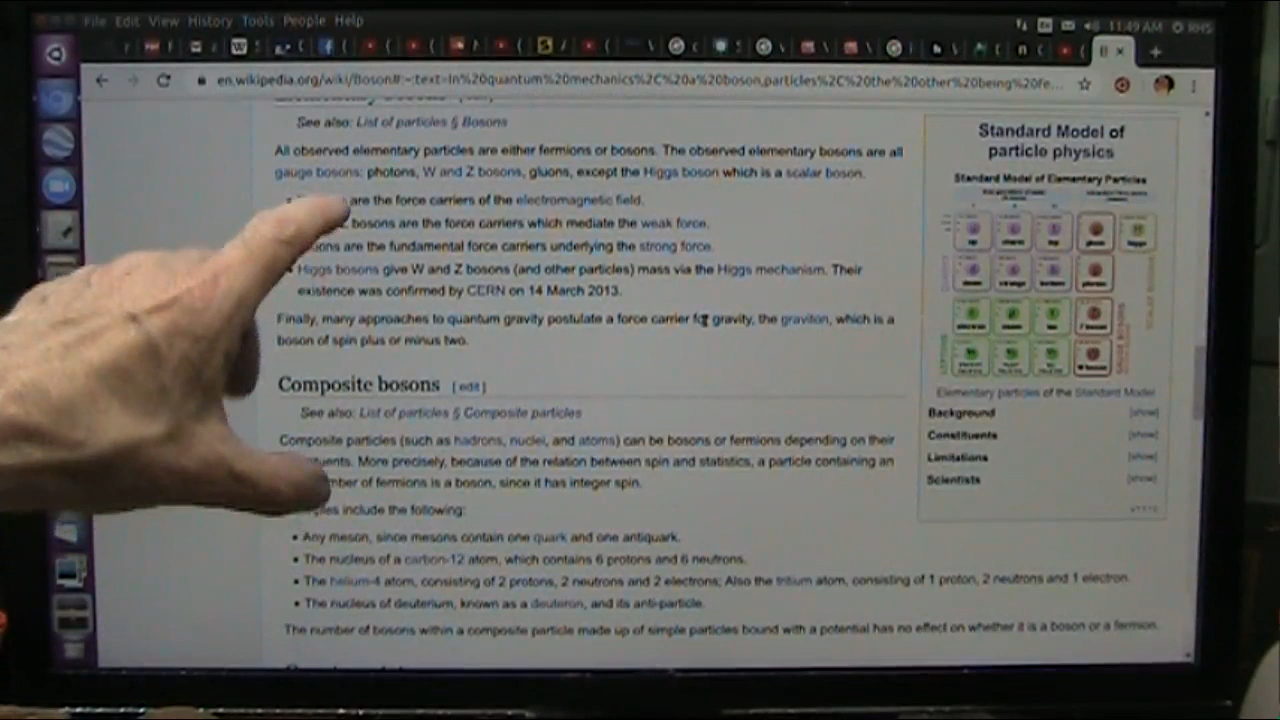 File Edit View History Tools People Help
11:49 AM RHS
en.wikipedia.org/wiki/Boson#:~:text=In%20quantum%20mechanics%2C%20a%20boson,particles%2C%20the%20other%20being%20fe...
See also: List of particles § Bosons
All observed elementary particles are either fermions or bosons. The observed elementary bosons are all
gauge bosons: photons, W and Z bosons, gluons, except the Higgs boson which is a scalar boson.
are the force carriers of the electromagnetic field.
Z bosons are the force carriers which mediate the weak force.
are the fundamental force carriers underlying the strong force.
• Higgs bosons give W and Z bosons (and other particles) mass via the Higgs mechanism. Their
existence was confirmed by CERN on 14 March 2013.
Finally, many approaches to quantum gravity postulate a force carrier for gravity, the graviton, which is a
boson of spin plus or minus two.
Composite bosons [edit]
See also: List of particles § Composite particles
Composite particles (such as hadrons, nuclei, and atoms) can be bosons or fermions depending on their
More precisely, because of the relation between spin and statistics, a particle containing an
of fermions is a boson, since it has integer spin.
include the following:
• Any meson, since mesons contain one quark and one antiquark.
• The nucleus of a carbon-12 atom, which contains 6 protons and 6 neutrons.
• The helium-4 atom, consisting of 2 protons, 2 neutrons and 2 electrons; Also the tritium atom, consisting of 1 proton, 2 neutrons and 1 electron.
• The nucleus of deuterium, known as a deuteron, and its anti-particle.
The number of bosons within a composite particle made up of simple particles bound with a potential has no effect on whether it is a boson or a fermion.
Standard Model of
particle physics
Standard Model of Elementary Particles
Elementary particles of the Standard Model
Background [show]
Constituents [show]
Limitations [show]
Scientists [show]